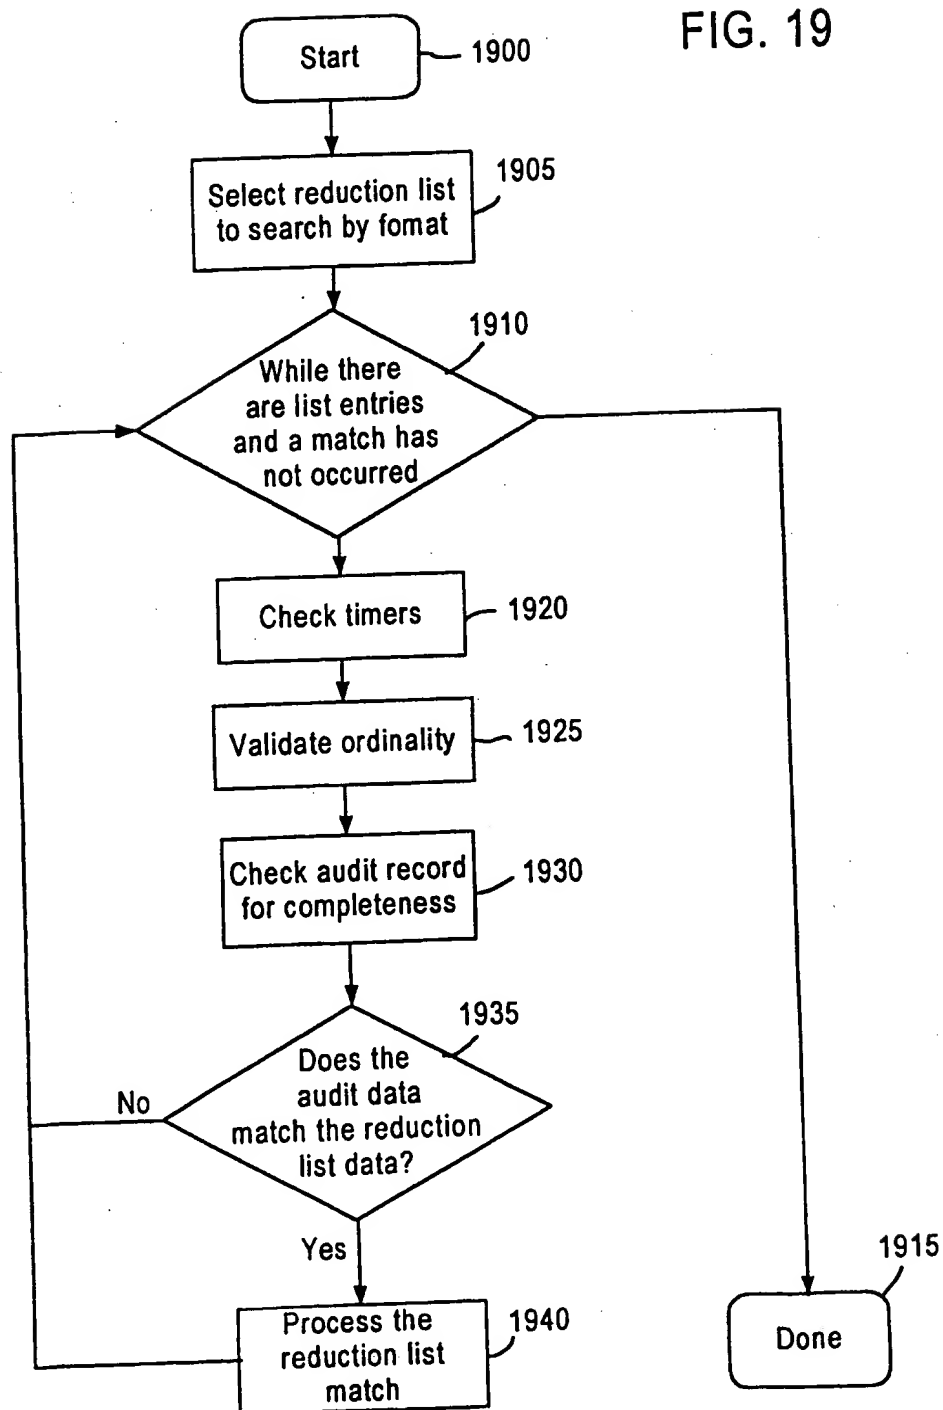 FIG. 19
Start
1900
1905
Select reduction list
to search by fomat
1910
While there
are list entries
and a match has
not occurred
Check timers
1920
Validate ordinality
1925
Check audit record
for completeness
1930
1935
Does the
audit data
match the reduction
list data?
No
Yes
1940
Process the
reduction list
match
1915
Done